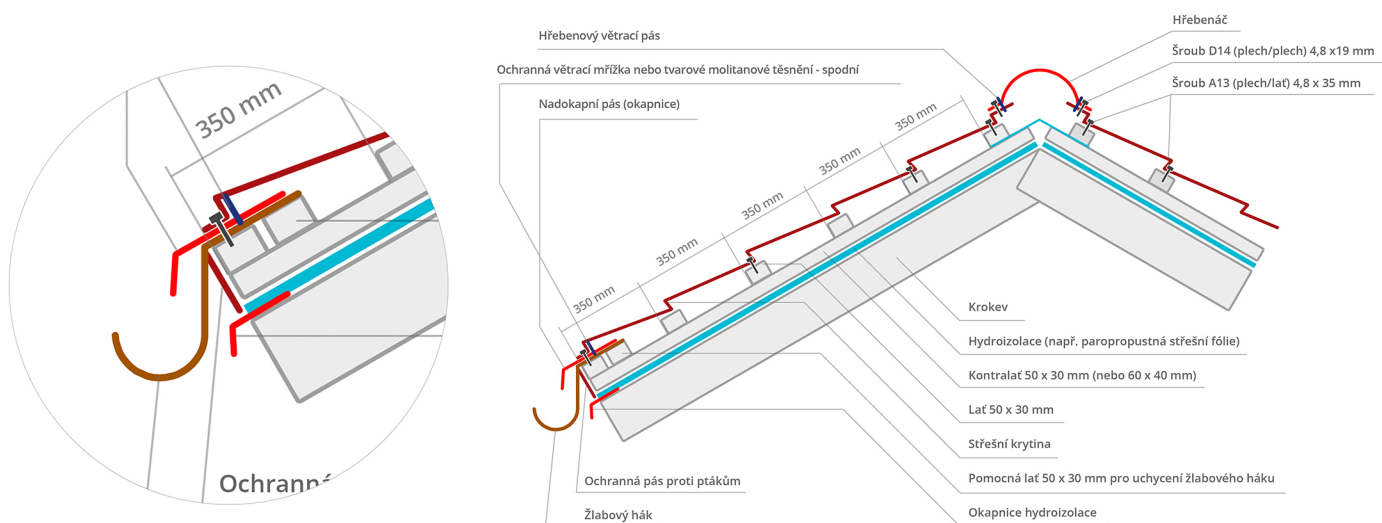 350 mm
Ochranná
Hřebenový větrací pás
Ochranná větrací mřížka nebo tvarové molitanové těsnění - spodní
Nadokapní pás (okapnice)
350 mm
350 mm
350 mm
350 mm
350 mm
Hřebenáč
Šroub D14 (plech/plech) 4,8 x19 mm
Šroub A13 (plech/lať) 4,8 x 35 mm
Krokev
Hydroizolace (např. paropropustná střešní fólie)
Kontralať 50 x 30 mm (nebo 60 x 40 mm)
Lať 50 x 30 mm
Střešní krytina
Pomocná lať 50 x 30 mm pro uchycení žlabového háku
Okapnice hydroizolace
Ochranná pás proti ptákům
Žlabový hák